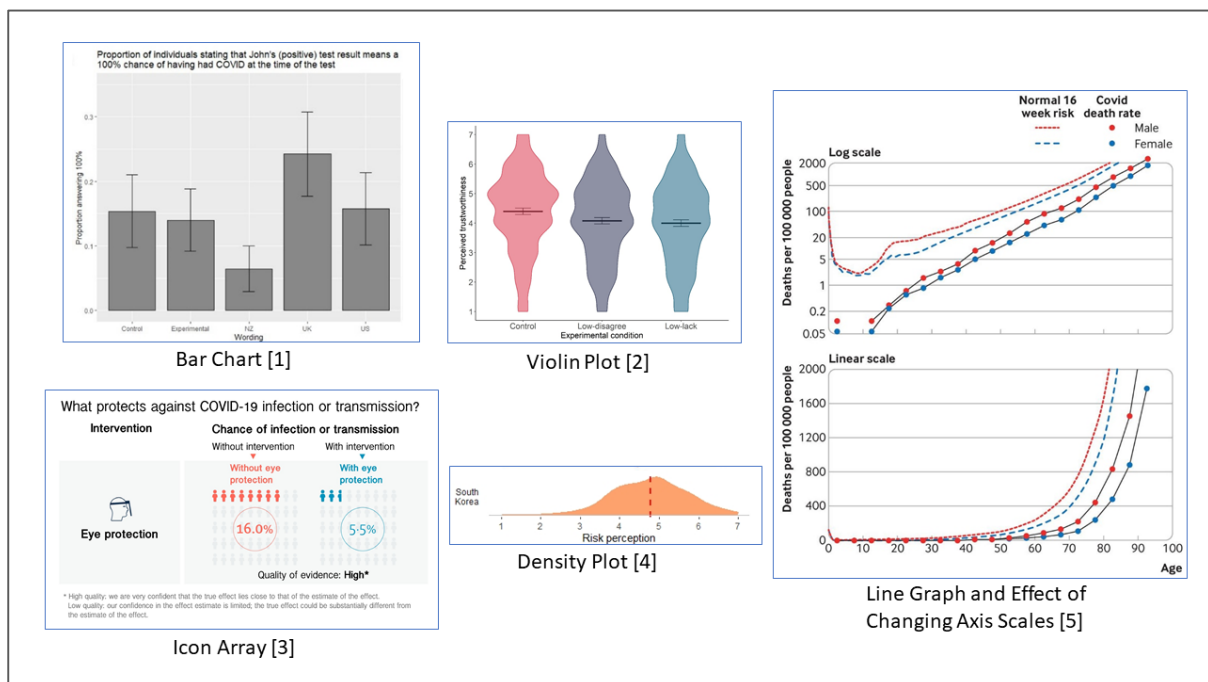 Proportion of individuals stating that John's (positive) test result means a
100% chance of having had COVID at the time of the test
Proportion answering 100%
0.3
0.2
0.1
0.0
Control Experimental NZ UK US
Wording
Bar Chart [1]
Perceived trustworthiness
7
6
5
4
3
2
1
Control Low-disagree Low-lack
Experimental condition
Violin Plot [2]
What protects against COVID-19 infection or transmission?
Intervention
Chance of infection or transmission
Without intervention With intervention
Without eye
protection
With eye
protection
Eye protection
16.0%
5.5%
Quality of evidence: High*
* High quality: we are very confident that the true effect lies close to that of the estimate of the effect.
Low quality: our confidence in the effect estimate is limited; the true effect could be substantially different from
the estimate of the effect.
Icon Array [3]
South
Korea
1 2 3 4 5 6 7
Risk perception
Density Plot [4]
Normal 16
week risk
Covid
death rate
Male
Female
Log scale
Deaths per 100 000 people
2000
500
100
20
5
1
0.2
0.05
Linear scale
Deaths per 100 000 people
2000
1600
1200
800
400
0
0 10 20 30 40 50 60 70 80 90 100
Age
Line Graph and Effect of
Changing Axis Scales [5]